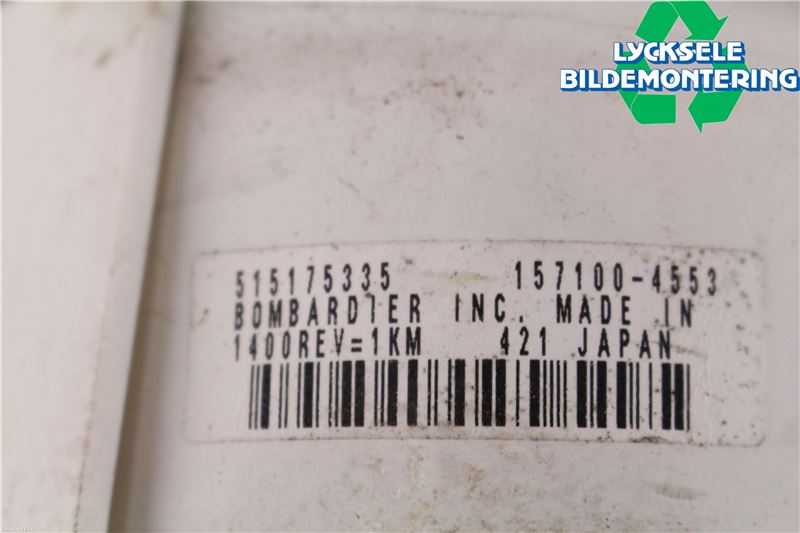 LYCKSELE
BILDEMONTERING
515175335 157100-4553
BOMBARDIER INC. MADE IN
1400REV=1KM 421 JAPAN